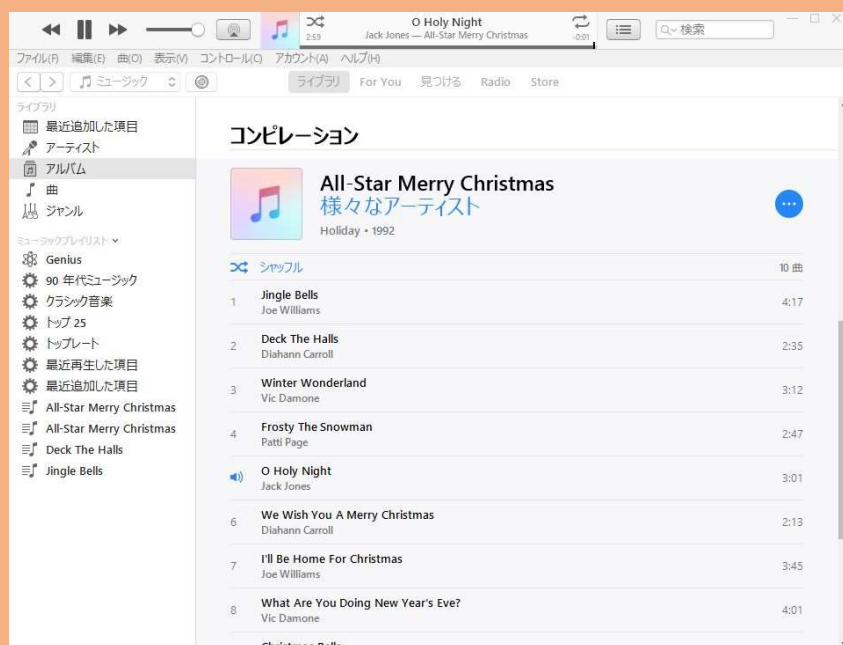 O Holy Night
2:59 Jack Jones — All-Star Merry Christmas -0:01
検索
ファイル(F) 編集(E) 曲(O) 表示(V) コントロール(C) アカウント(A) ヘルプ(H)
ミュージック ライブラリ For You 見つける Radio Store
ライブラリ
最近追加した項目
アーティスト
アルバム
曲
ジャンル
ミュージックプレイリスト
Genius
90 年代ミュージック
クラシック音楽
トップ 25
トップレート
最近再生した項目
最近追加した項目
All-Star Merry Christmas
All-Star Merry Christmas
Deck The Halls
Jingle Bells
コンピレーション
All-Star Merry Christmas
様々なアーティスト
Holiday • 1992
シャッフル 10 曲
1 Jingle Bells 4:17
Joe Williams
2 Deck The Halls 2:35
Diahann Carroll
3 Winter Wonderland 3:12
Vic Damone
4 Frosty The Snowman 2:47
Patti Page
O Holy Night 3:01
Jack Jones
6 We Wish You A Merry Christmas 2:13
Diahann Carroll
7 I'll Be Home For Christmas 3:45
Joe Williams
8 What Are You Doing New Year's Eve? 4:01
Vic Damone